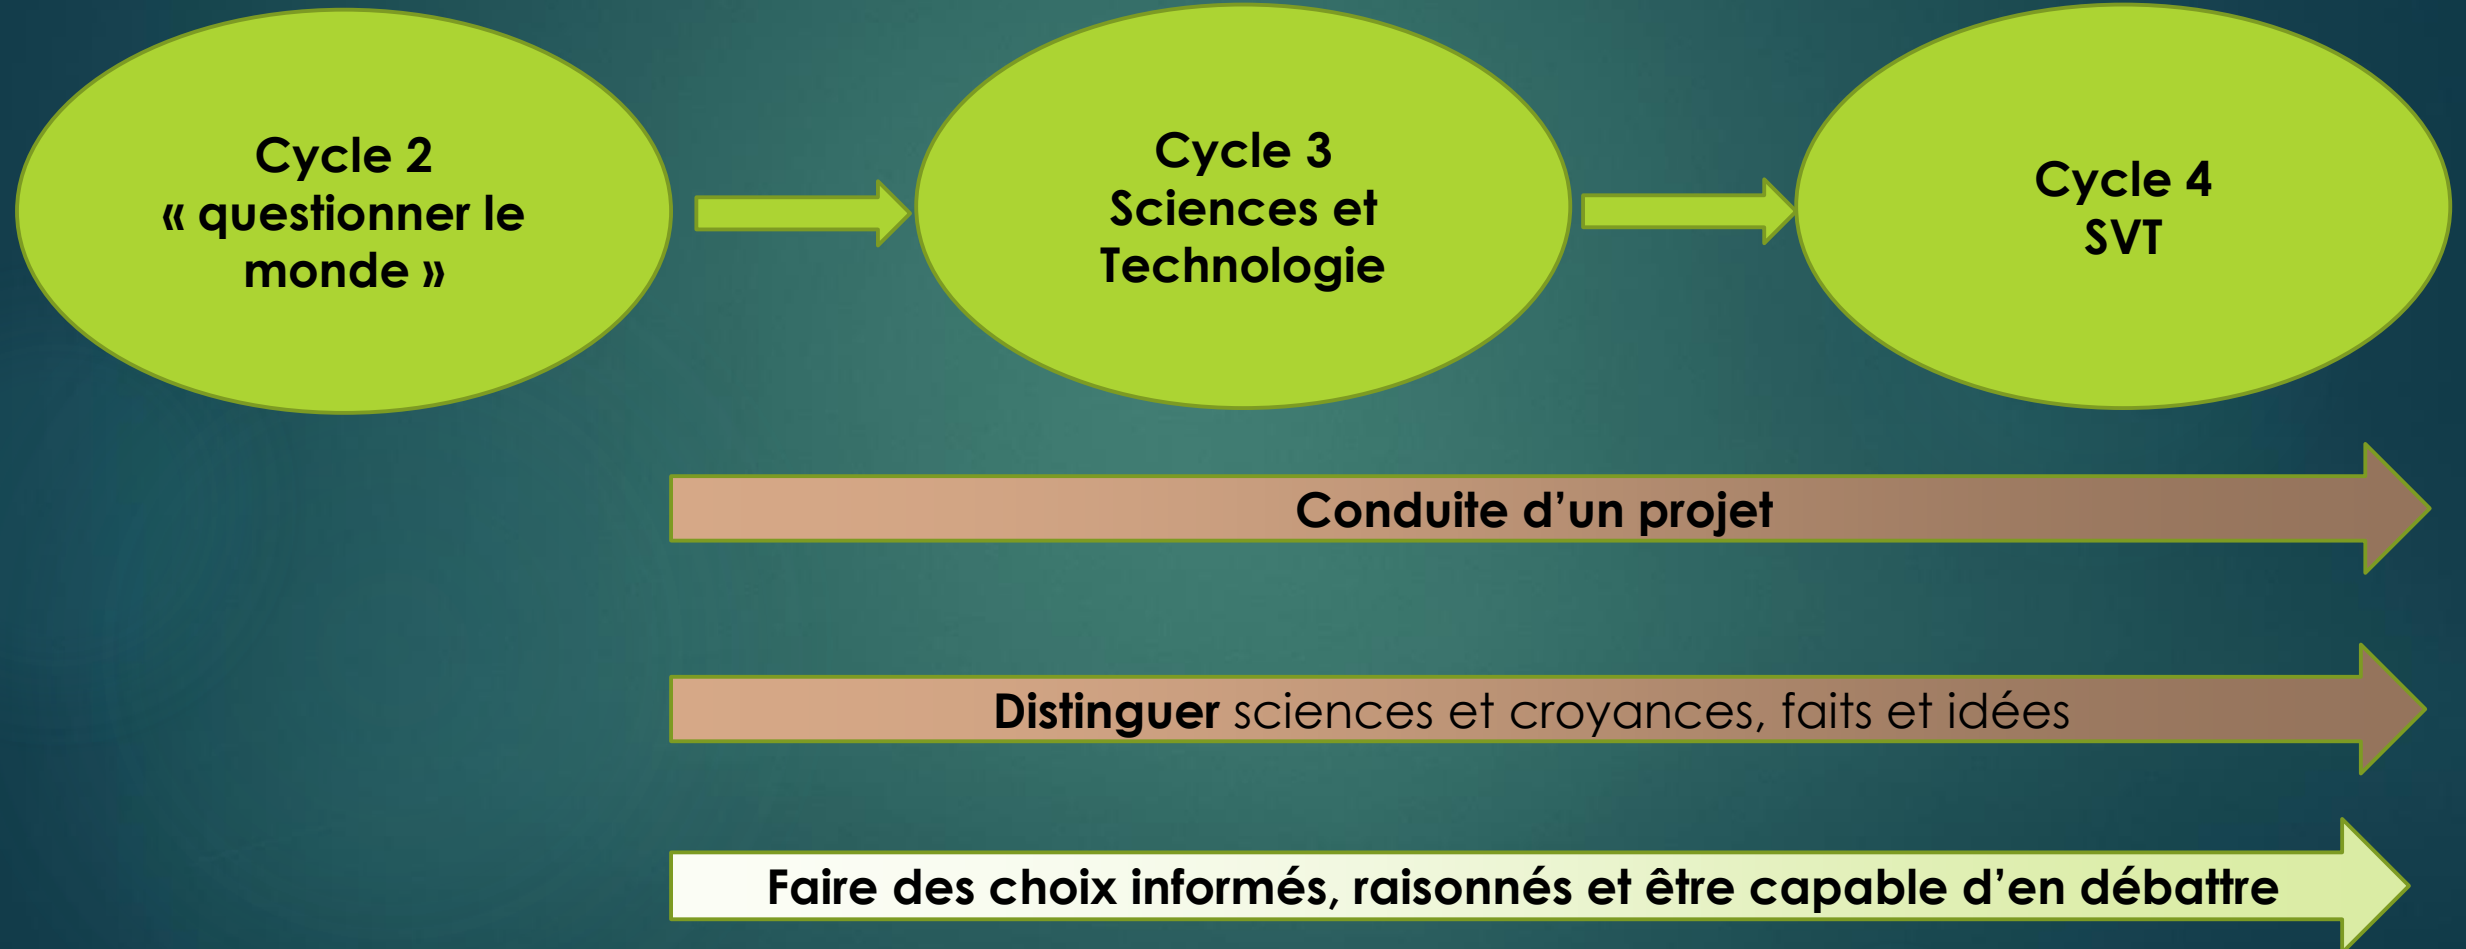 Cycle 2
« questionner le
monde »
Cycle 3
Sciences et
Technologie
Cycle 4
SVT
Conduite d’un projet
Distinguer sciences et croyances, faits et idées
Faire des choix informés, raisonnés et être capable d’en débattre